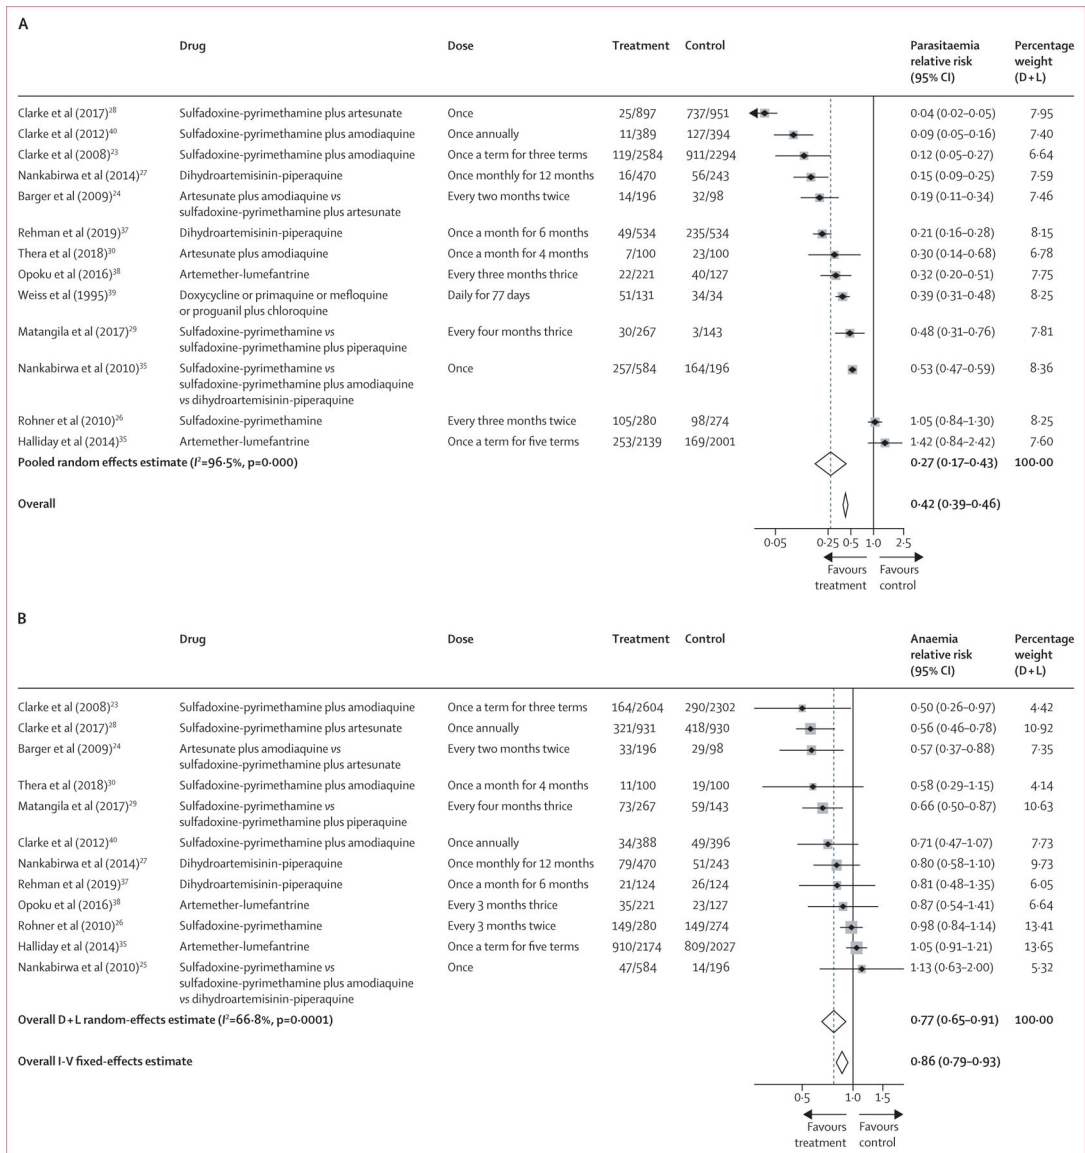 A
Drug Dose Treatment Control Parasitaemia Percentage
relative risk weight
(95% CI) (D+L)
Clarke et al (2017)28 Sulfadoxine-pyrimethamine plus artesunate Once 25/897 737/951 0·04 (0·02–0·05) 7·95
Clarke et al (2012)40 Sulfadoxine-pyrimethamine plus amodiaquine Once annually 11/389 127/394 0·09 (0·05–0·16) 7·40
Clarke et al (2008)23 Sulfadoxine-pyrimethamine plus amodiaquine Once a term for three terms 119/2584 911/2294 0·12 (0·05–0·27) 6·64
Nankabirwa et al (2014)27 Dihydroartemisinin-piperaquine Once monthly for 12 months 16/470 56/243 0·15 (0·09–0·25) 7·59
Barger et al (2009)24 Artesunate plus amodiaquine vs Every two months twice 14/196 32/98 0·19 (0·11–0·34) 7·46
sulfadoxine-pyrimethamine plus artesunate
Rehman et al (2019)37 Dihydroartemisinin-piperaquine Once a month for 6 months 49/534 235/534 0·21 (0·16–0·28) 8·15
Thera et al (2018)30 Artesunate plus amodiaquine Once a month for 4 months 7/100 23/100 0·30 (0·14–0·68) 6·78
Opoku et al (2016)38 Artemether-lumefantrine Every three months thrice 22/221 40/127 0·32 (0·20–0·51) 7·75
Weiss et al (1995)39 Doxycycline or primaquine or mefloquine Daily for 77 days 51/131 34/34 0·39 (0·31–0·48) 8·25
or proguanil plus chloroquine
Matangila et al (2017)29 Sulfadoxine-pyrimethamine vs Every four months thrice 30/267 3/143 0·48 (0·31–0·76) 7·81
sulfadoxine-pyrimethamine plus piperaquine
Nankabirwa et al (2010)35 Sulfadoxine-pyrimethamine vs Once 257/584 164/196 0·53 (0·47–0·59) 8·36
sulfadoxine-pyrimethamine plus amodiaquine
vs dihydroartemisinin-piperaquine
Rohner et al (2010)26 Sulfadoxine-pyrimethamine Every three months twice 105/280 98/274 1·05 (0·84–1·30) 8·25
Halliday et al (2014)35 Artemether-lumefantrine Once a term for five terms 253/2139 169/2001 1·42 (0·84–2·42) 7·60
Pooled random effects estimate (I2=96·5%, p=0·000) 0·27 (0·17–0·43) 100·00
Overall 0·42 (0·39–0·46)
0·05 0·25 0·5 1·0 2·5
Favours Favours
treatment control
B
Drug Dose Treatment Control Anaemia Percentage
relative risk weight
(95% CI) (D+L)
Clarke et al (2008)23 Sulfadoxine-pyrimethamine plus amodiaquine Once a term for three terms 164/2604 290/2302 0·50 (0·26–0·97) 4·42
Clarke et al (2017)28 Sulfadoxine-pyrimethamine plus artesunate Once annually 321/931 418/930 0·56 (0·46–0·78) 10·92
Barger et al (2009)24 Artesunate plus amodiaquine vs Every two months twice 33/196 29/98 0·57 (0·37–0·88) 7·35
sulfadoxine-pyrimethamine plus artesunate
Thera et al (2018)30 Sulfadoxine-pyrimethamine plus amodiaquine Once a month for 4 months 11/100 19/100 0·58 (0·29–1·15) 4·14
Matangila et al (2017)29 Sulfadoxine-pyrimethamine vs Every four months thrice 73/267 59/143 0·66 (0·50–0·87) 10·63
sulfadoxine-pyrimethamine plus piperaquine
Clarke et al (2012)40 Sulfadoxine-pyrimethamine plus amodiaquine Once annually 34/388 49/396 0·71 (0·47–1·07) 7·73
Nankabirwa et al (2014)27 Dihydroartemisinin-piperaquine Once monthly for 12 months 79/470 51/243 0·80 (0·58–1·10) 9·73
Rehman et al (2019)37 Dihydroartemisinin-piperaquine Once a month for 6 months 21/124 26/124 0·81 (0·48–1·35) 6·05
Opoku et al (2016)38 Artemether-lumefantrine Every 3 months thrice 35/221 23/127 0·87 (0·54–1·41) 6·64
Rohner et al (2010)26 Sulfadoxine-pyrimethamine Every 3 months twice 149/280 149/274 0·98 (0·84–1·14) 13·41
Halliday et al (2014)35 Artemether-lumefantrine Once a term for five terms 910/2174 809/2027 1·05 (0·91–1·21) 13·65
Nankabirwa et al (2010)25 Sulfadoxine-pyrimethamine vs Once 47/584 14/196 1·13 (0·63–2·00) 5·32
sulfadoxine-pyrimethamine plus amodiaquine
vs dihydroartemisinin-piperaquine
Overall D+L random-effects estimate (I2=66·8%, p=0·0001) 0·77 (0·65–0·91) 100·00
Overall I-V fixed-effects estimate 0·86 (0·79–0·93)
0·5 1·0 1·5
Favours Favours
treatment control